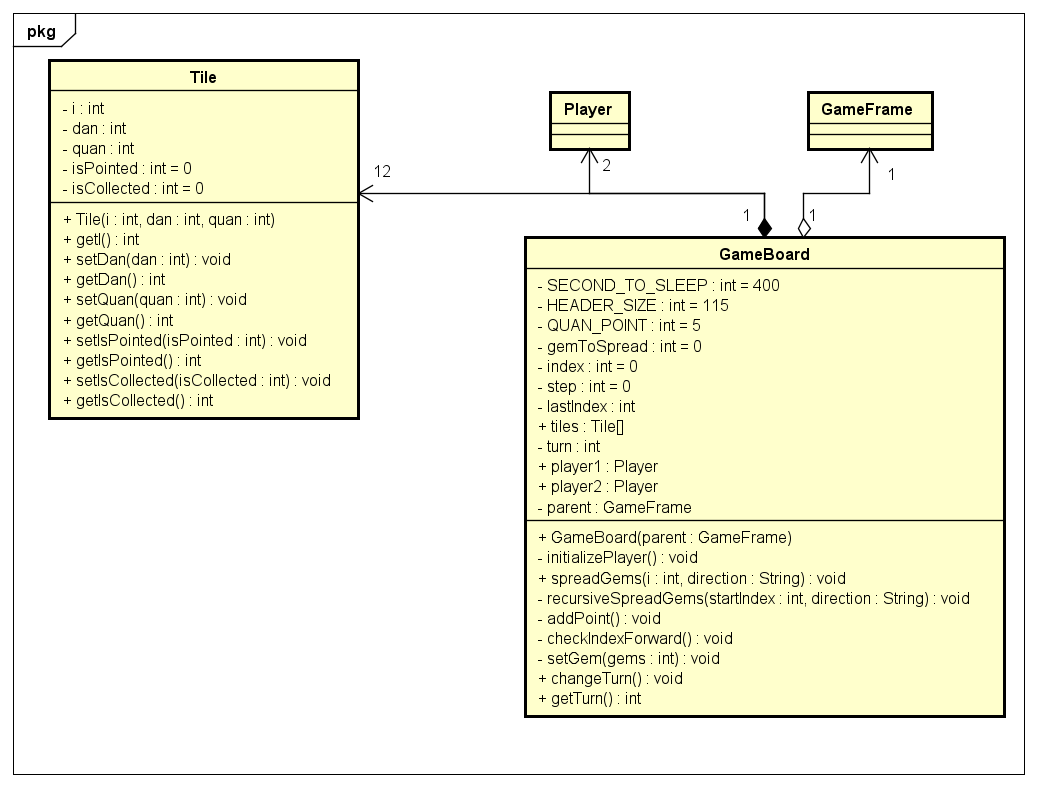 pkg
Tile
- i : int
- dan : int
- quan : int
- isPointed : int = 0
- isCollected : int = 0
+ Tile(i : int, dan : int, quan : int)
+ getI() : int
+ setDan(dan : int) : void
+ getDan() : int
+ setQuan(quan : int) : void
+ getQuan() : int
+ setIsPointed(isPointed : int) : void
+ getIsPointed() : int
+ setIsCollected(isCollected : int) : void
+ getIsCollected() : int
12
Player
2
GameFrame
1
1
1
GameBoard
- SECOND_TO_SLEEP : int = 400
- HEADER_SIZE : int = 115
- QUAN_POINT : int = 5
- gemToSpread : int = 0
- index : int = 0
- step : int = 0
- lastIndex : int
+ tiles : Tile[]
- turn : int
+ player1 : Player
+ player2 : Player
- parent : GameFrame
+ GameBoard(parent : GameFrame)
- initializePlayer() : void
+ spreadGems(i : int, direction : String) : void
- recursiveSpreadGems(startIndex : int, direction : String) : void
- addPoint() : void
- checkIndexForward() : void
- setGem(gems : int) : void
+ changeTurn() : void
+ getTurn() : int